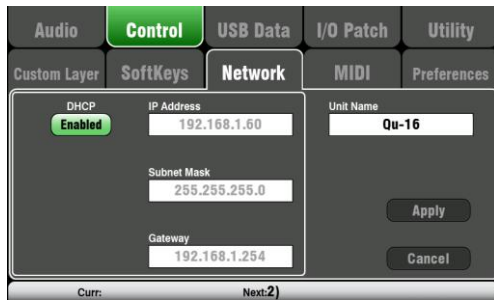 Audio Control USB Data I/O Patch Utility
Custom Layer SoftKeys Network MIDI Preferences
DHCP IP Address Unit Name
Enabled 192.168.1.60 Qu-16
Subnet Mask
255.255.255.0
Apply
Gateway
192.168.1.254 Cancel
Curr: Next:2)